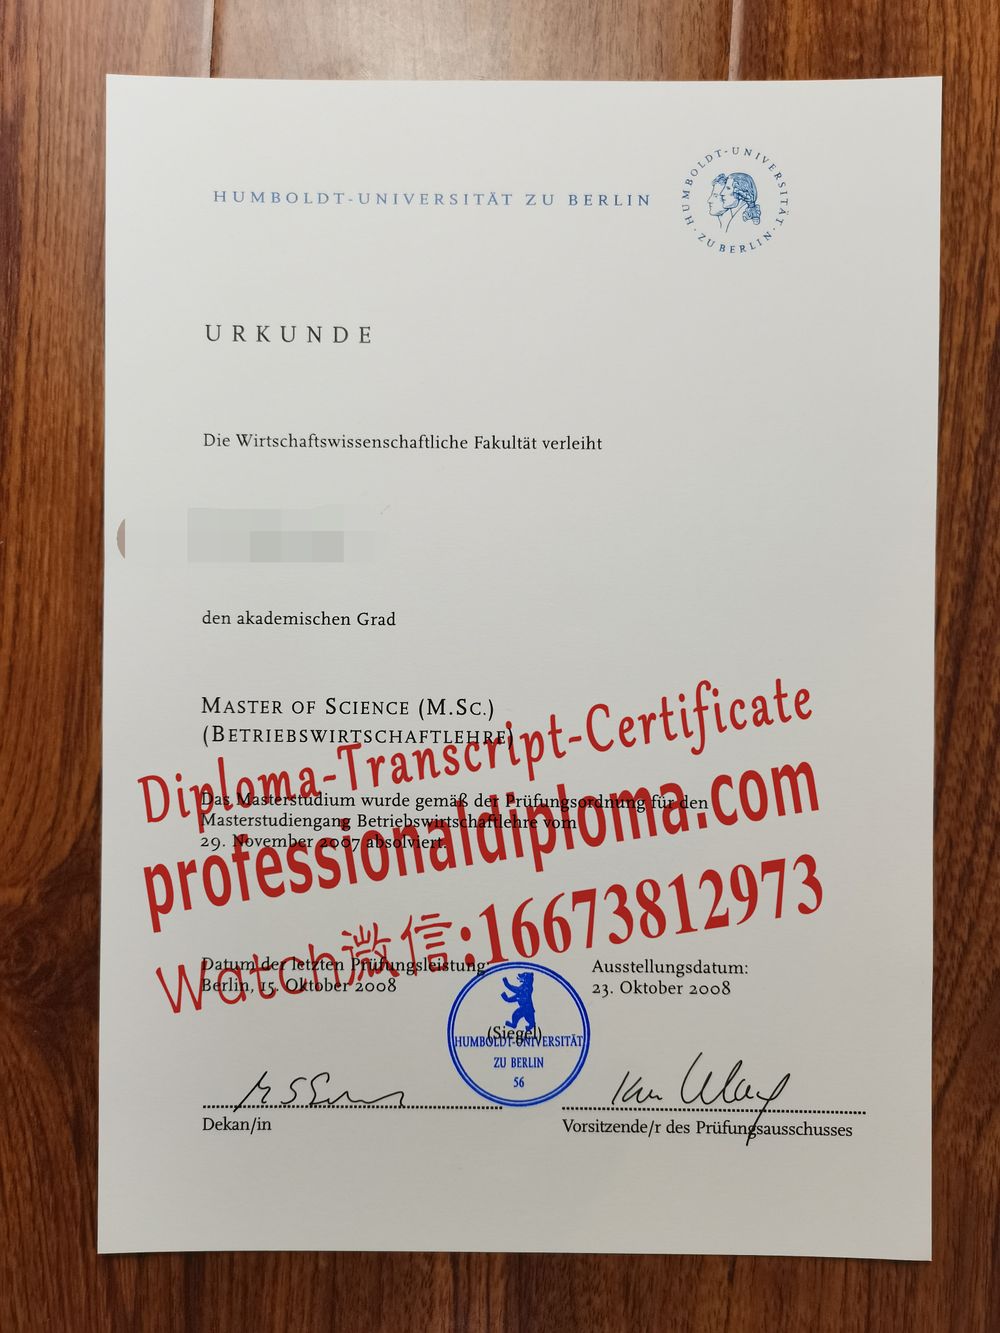 HUMBOLDT-UNIVERSITÄT ZU BERLIN
HUMBOLDT-UNIVERSITÄT · ZU BERLIN ·
URKUNDE
Die Wirtschaftswissenschaftliche Fakultät verleiht
den akademischen Grad
MASTER OF SCIENCE (M.SC.)
(BETRIEBSWIRTSCHAFTLEHRE)
Diploma-Transcript-Certificate
Das Masterstudium wurde gemäß der Prüfungsordnung für den
Masterstudiengang Betriebswirtschaftlehre vom
29. November 2007 absolviert.
professionaldiploma.com
Watch微信:16673812973
Datum der letzten Prüfungsleistung:
Berlin, 15. Oktober 2008
Ausstellungsdatum:
23. Oktober 2008
(Siegel)
HUMBOLDT-UNIVERSITÄT
ZU BERLIN
56
Dekan/in
Vorsitzende/r des Prüfungsausschusses